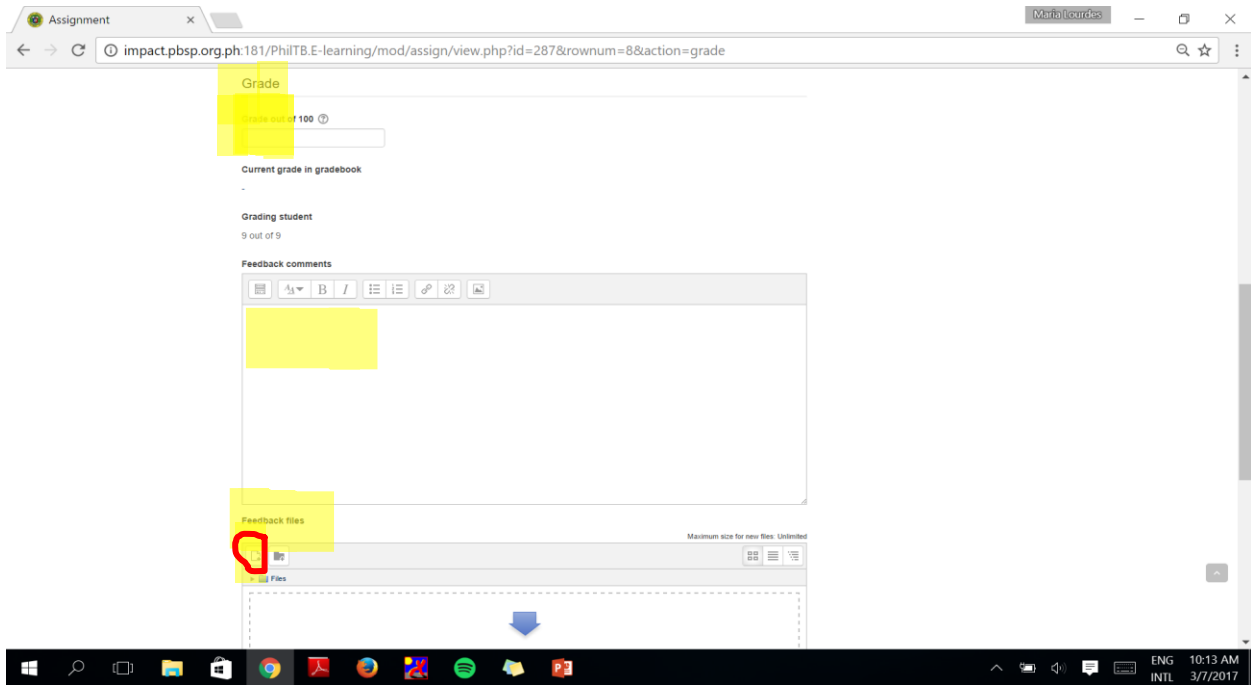 Assignment
Maria Lourdes
impact.pbsp.org.ph:181/PhilTB.E-learning/mod/assign/view.php?id=287&rownum=8&action=grade
Grade
Grade out of 100
Current grade in gradebook
-
Grading student
9 out of 9
Feedback comments
B I
Feedback files
Maximum size for new files: Unlimited
Files
ENG 10:13 AM
INTL 3/7/2017